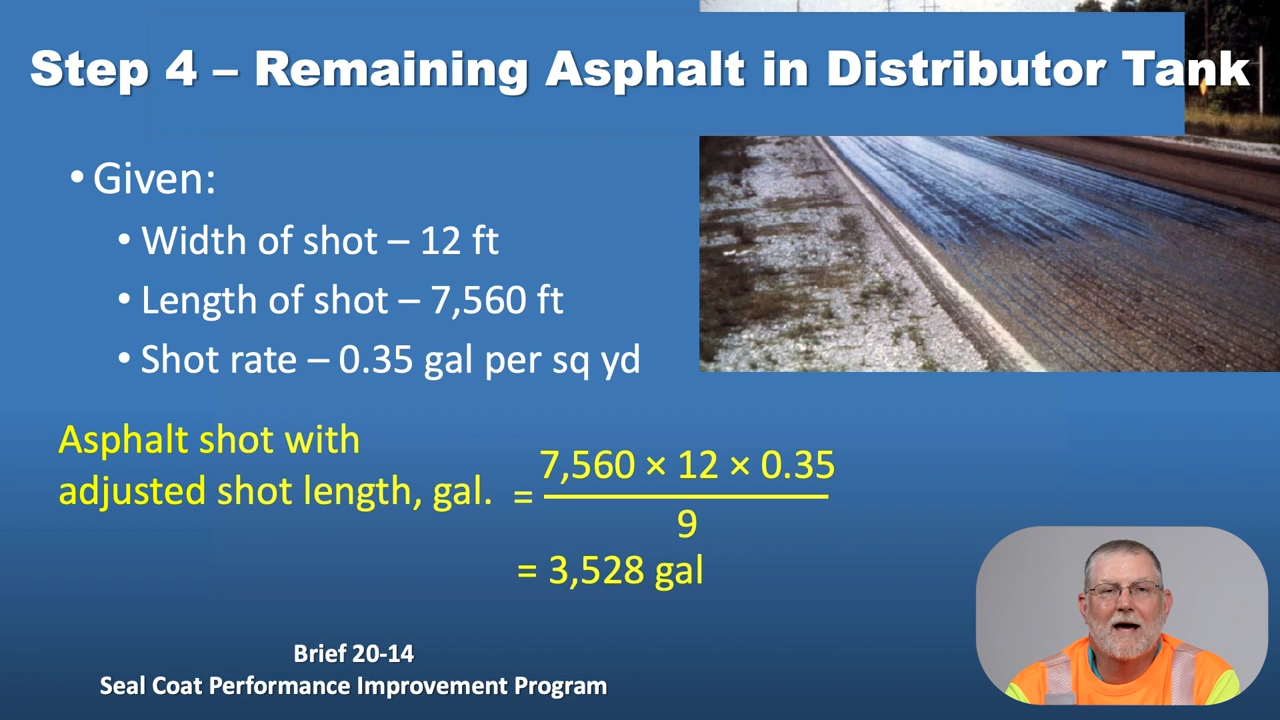 Step 4 – Remaining Asphalt in Distributor Tank
• Given:
• Width of shot – 12 ft
• Length of shot – 7,560 ft
• Shot rate – 0.35 gal per sq yd
Asphalt shot with
adjusted shot length, gal. = 7,560 × 12 × 0.35
9
= 3,528 gal
Brief 20-14
Seal Coat Performance Improvement Program